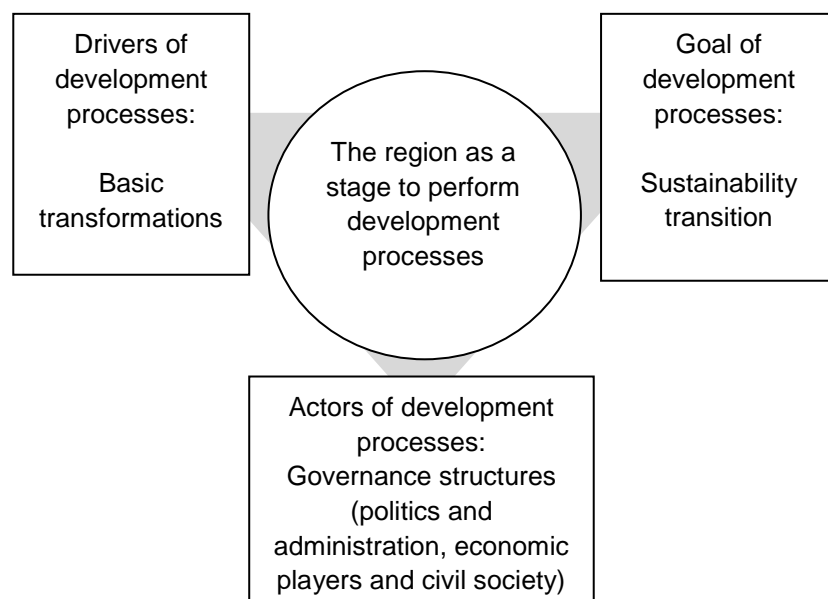 Drivers of
development
processes:
Basic
transformations
The region as a
stage to perform
development
processes
Goal of
development
processes:
Sustainability
transition
Actors of development
processes:
Governance structures
(politics and
administration, economic
players and civil society)